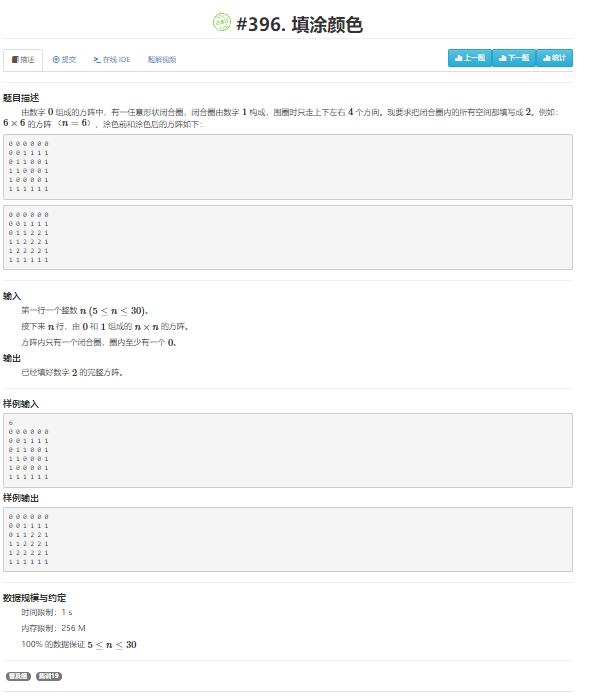 #396. 填涂颜色
描述 提交 >_在线 IDE 题解视频 上一题 下一题 统计
题目描述
由数字 0 组成的方阵中，有一任意形状闭合圈，闭合圈由数字 1 构成，围圈时只走上下左右 4 个方向。现要求把闭合圈内的所有空间都填写成 2。例如：
6 × 6 的方阵 （n = 6），涂色前和涂色后的方阵如下：
0 0 0 0 0 0
0 0 1 1 1 1
0 1 1 0 0 1
1 1 0 0 0 1
1 0 0 0 0 1
1 1 1 1 1 1
0 0 0 0 0 0
0 0 1 1 1 1
0 1 1 2 2 1
1 1 2 2 2 1
1 2 2 2 2 1
1 1 1 1 1 1
输入
第一行一个整数 n (5 ≤ n ≤ 30)。
接下来 n 行，由 0 和 1 组成的 n × n 的方阵。
方阵内只有一个闭合圈，圈内至少有一个 0。
输出
已经填好数字 2 的完整方阵。
样例输入
6
0 0 0 0 0 0
0 0 1 1 1 1
0 1 1 0 0 1
1 1 0 0 0 1
1 0 0 0 0 1
1 1 1 1 1 1
样例输出
0 0 0 0 0 0
0 0 1 1 1 1
0 1 1 2 2 1
1 1 2 2 2 1
1 2 2 2 2 1
1 1 1 1 1 1
数据规模与约定
时间限制：1 s
内存限制：256 M
100% 的数据保证 5 ≤ n ≤ 30